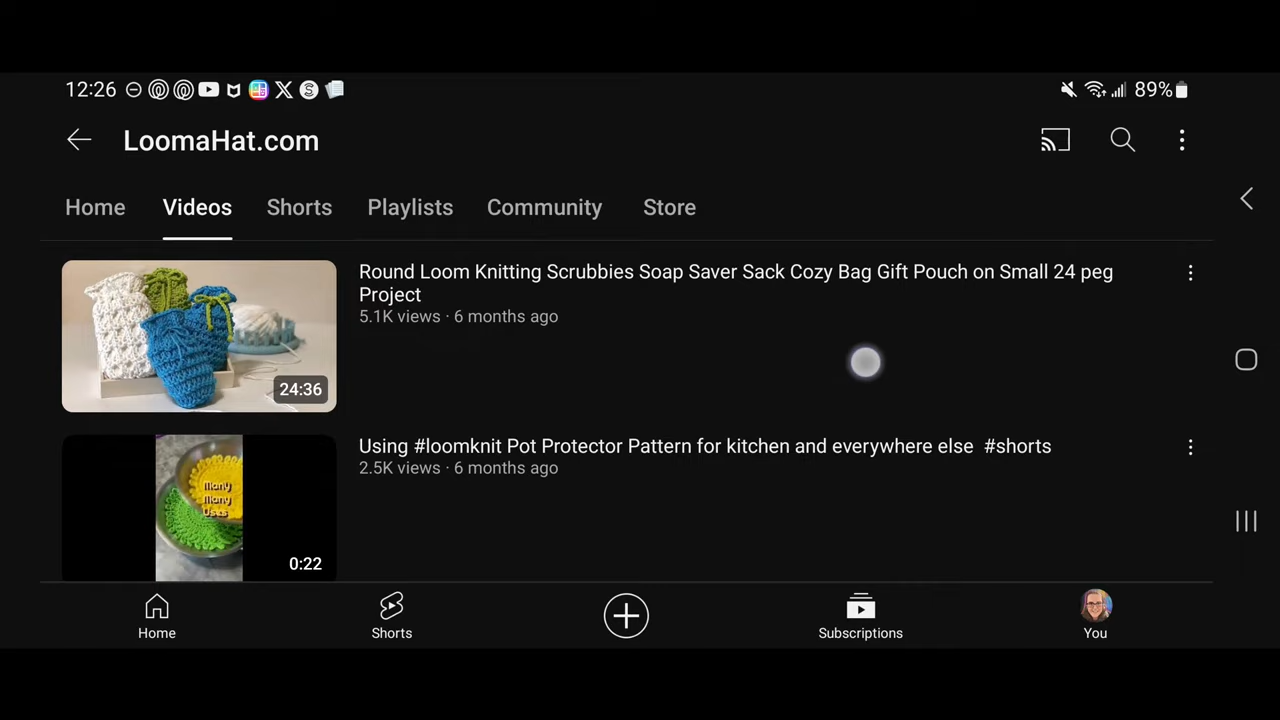 12:26
89%
LoomaHat.com
Home Videos Shorts Playlists Community Store
Round Loom Knitting Scrubbies Soap Saver Sack Cozy Bag Gift Pouch on Small 24 peg
Project
5.1K views · 6 months ago
24:36
Using #loomknit Pot Protector Pattern for kitchen and everywhere else #shorts
2.5K views · 6 months ago
Many
Many
Uses
0:22
Home Shorts Subscriptions You